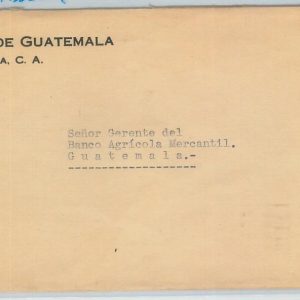 DE GUATEMALA
A, C. A.
Señor Gerente del
Banco Agrícola Mercantil.
Guatemala.-
--------------------